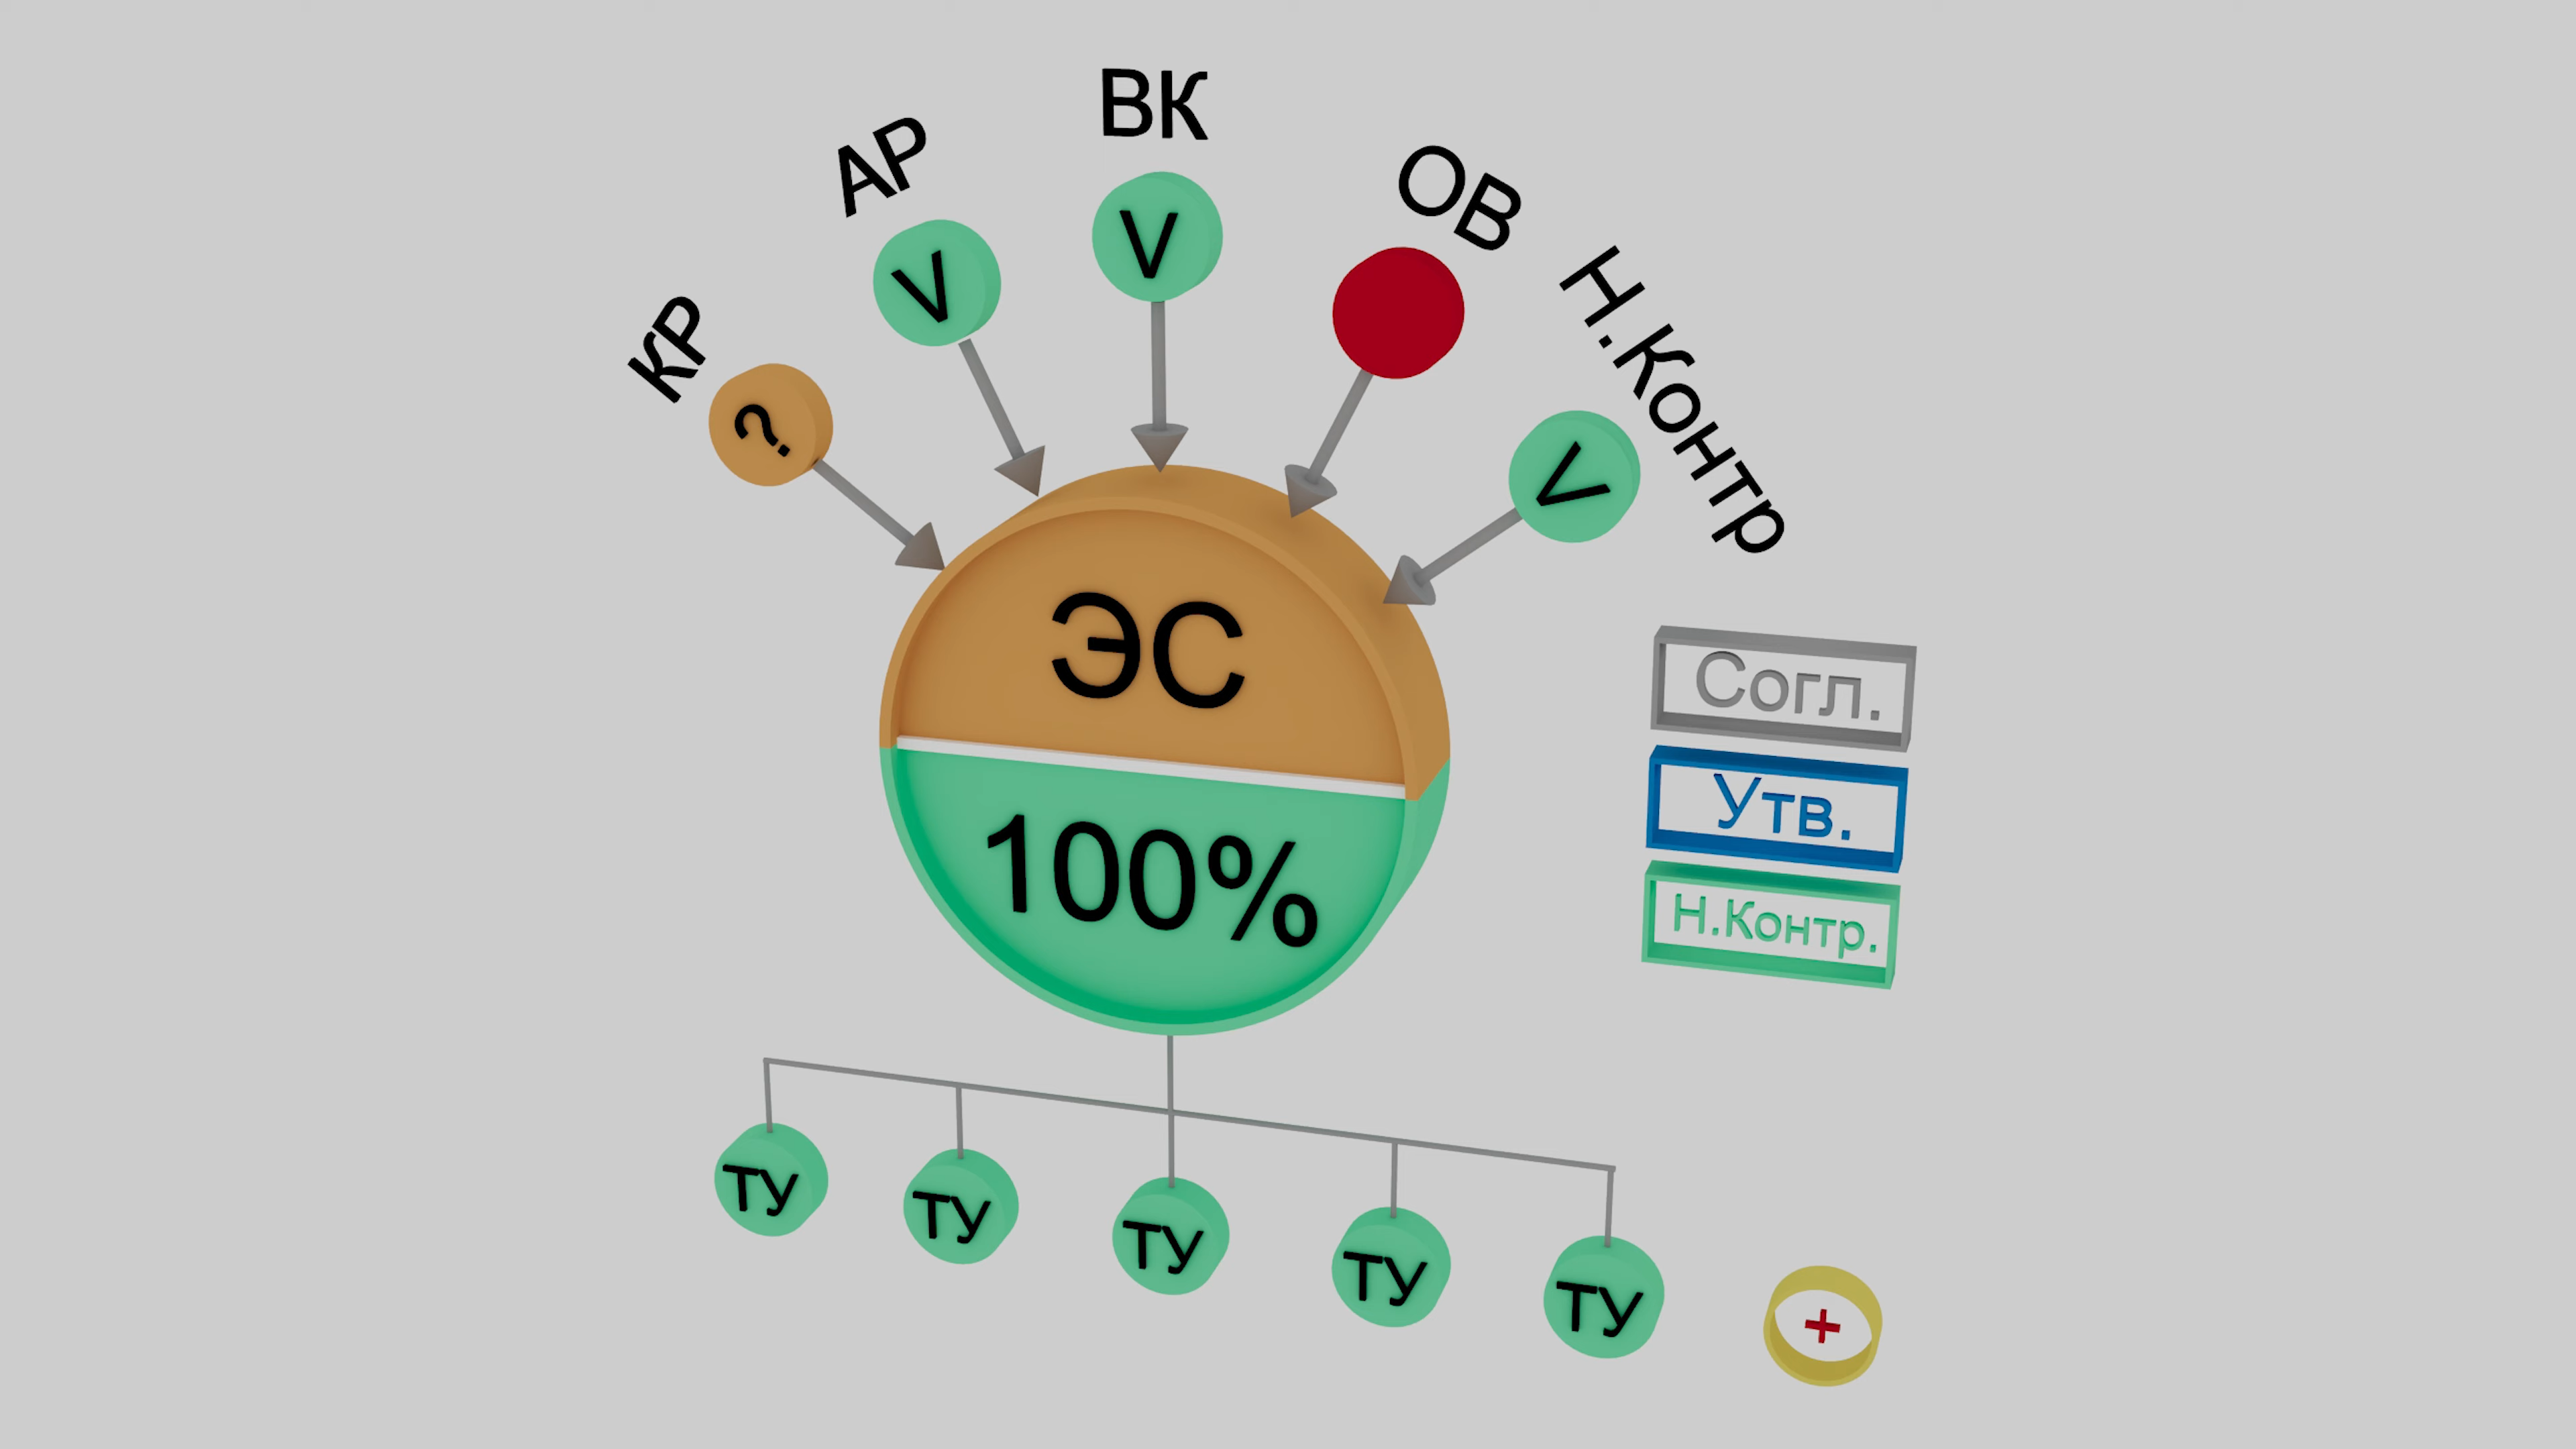 ВК
АР
ОВ
КР
Н.Контр
V
V
V
?
ЭС
100%
Согл.
Утв.
Н.Контр.
ТУ
ТУ
ТУ
ТУ
ТУ
+